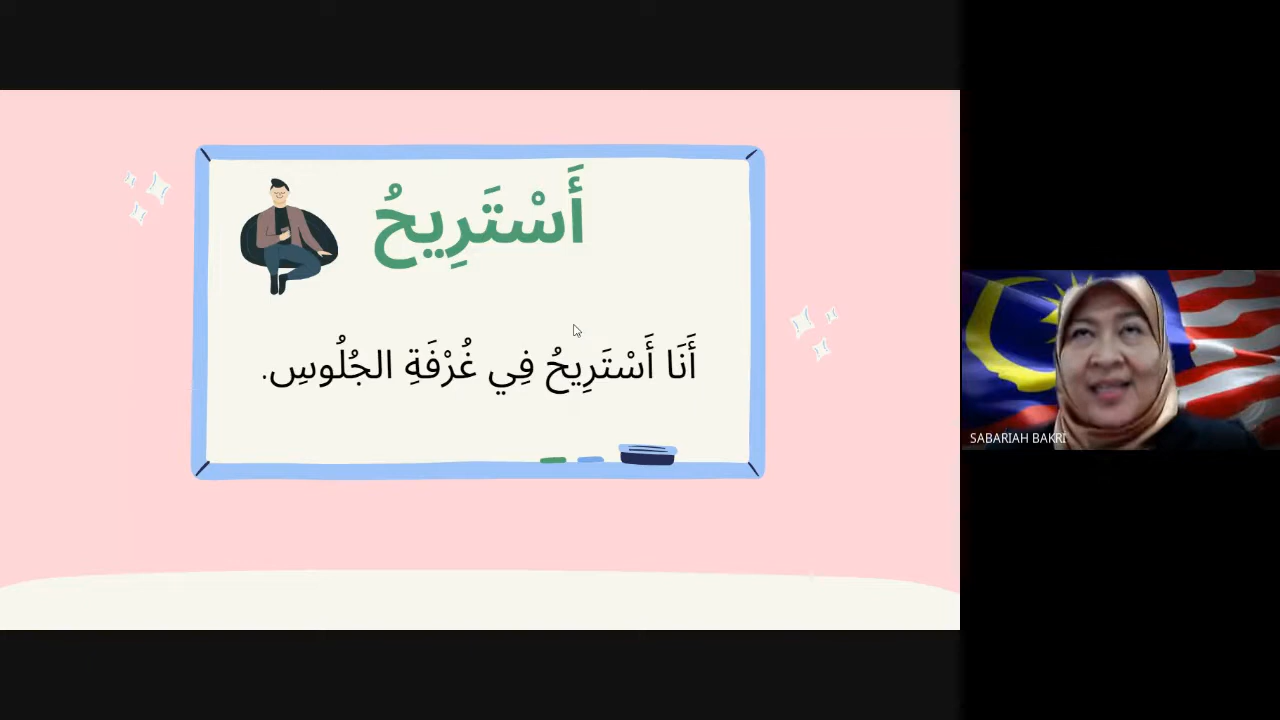 أَسْتَرِيحُ
أَنَا أَسْتَرِيحُ فِي غُرْفَةِ الجُلُوسِ.
SABARIAH BAKRI